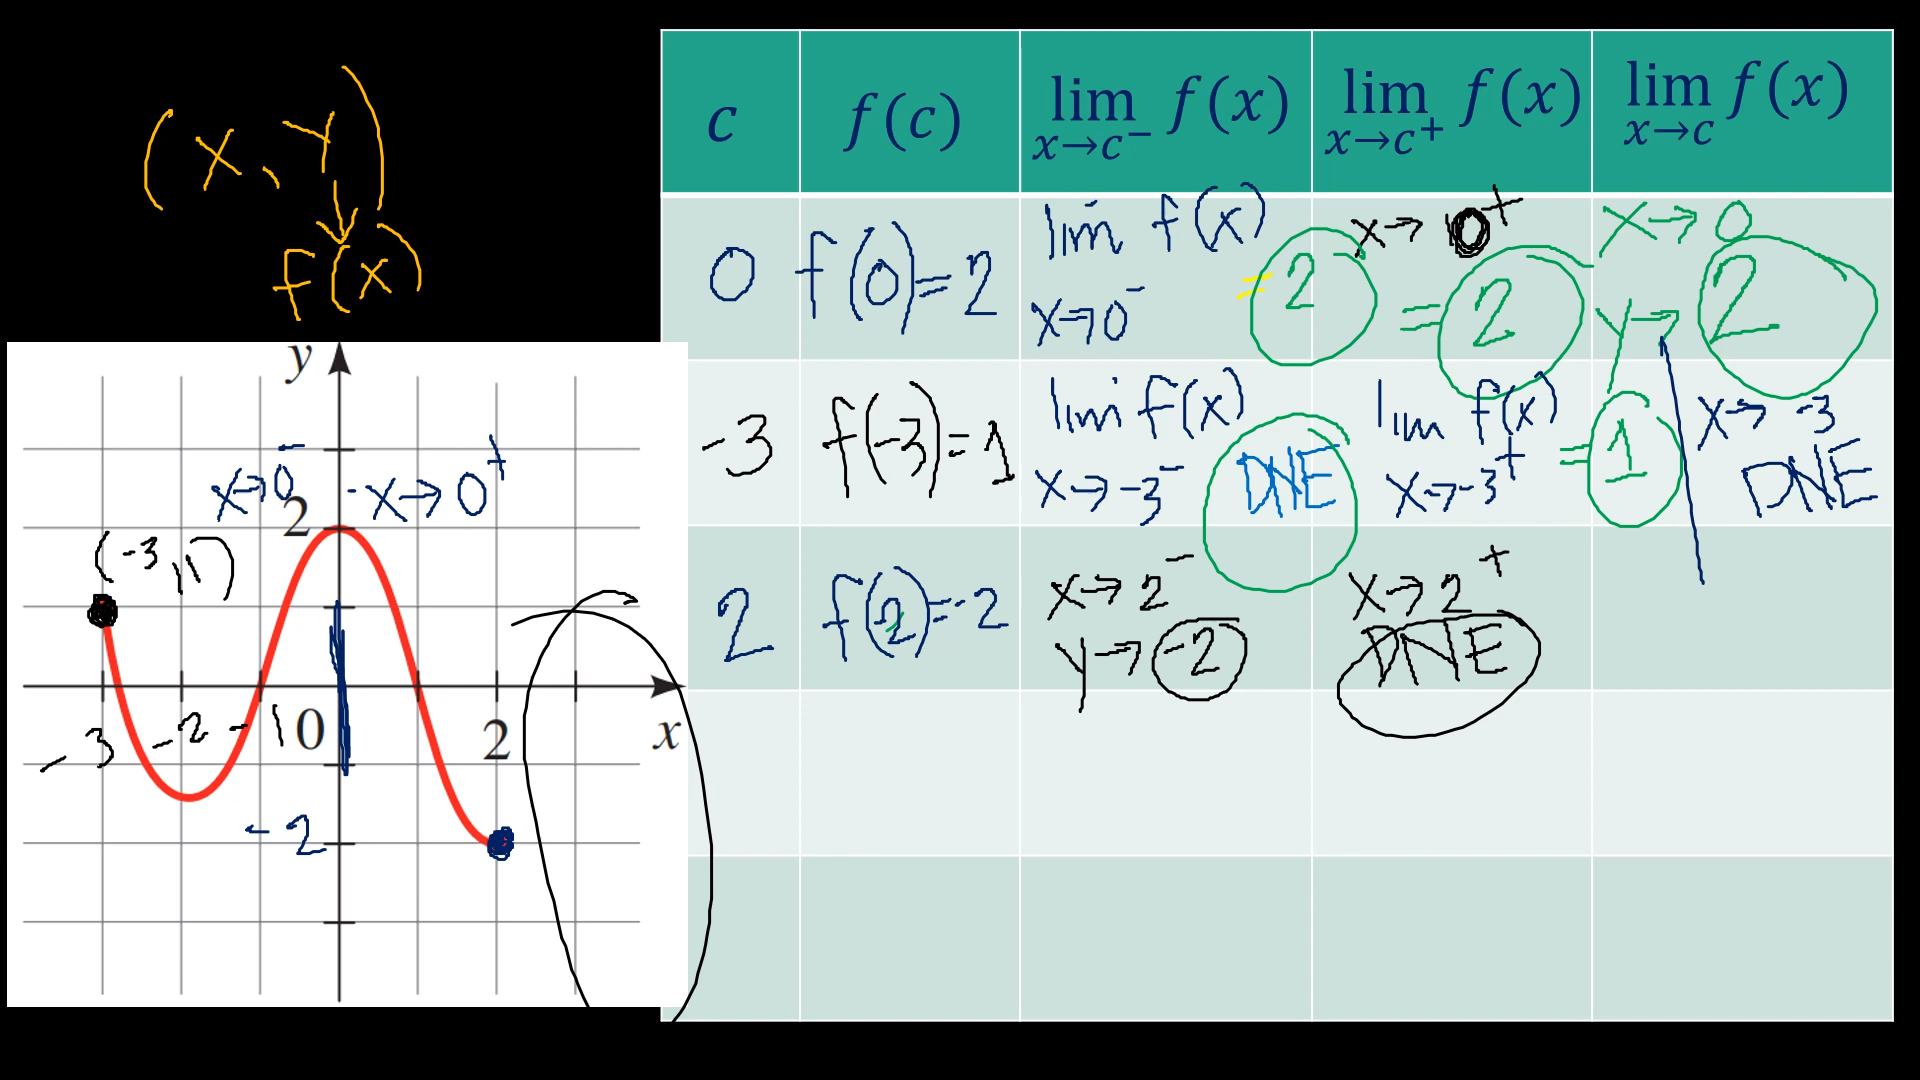 (x, y)
f(x)
c f(c) lim x→c⁻ f(x) lim x→c⁺ f(x) lim x→c f(x)
0 f(0)=2 lim f(x) x→0⁻ =2 x→0⁺ =2 x→0 y→2
-3 f(-3)=1 lim f(x) x→-3⁻ DNE lim f(x) x→-3⁺ =1 x→-3 DNE
2 f(2)=-2 x→2⁻ y→-2 x→2⁺ DNE
y
x→0⁻ x→0⁺
2
(-3,1)
-3 -2 -1 0 2 x
-2